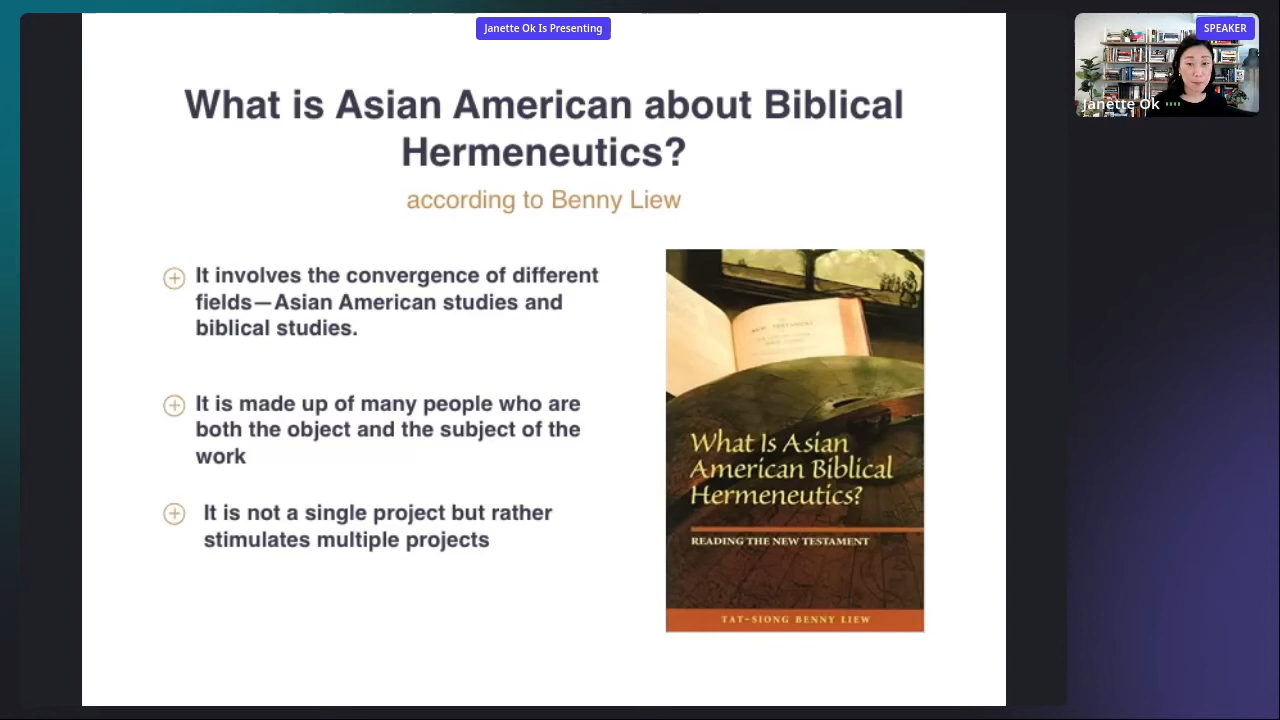 Janette Ok Is Presenting
SPEAKER
Janette Ok
What is Asian American about Biblical
Hermeneutics?
according to Benny Liew
It involves the convergence of different
fields—Asian American studies and
biblical studies.
It is made up of many people who are
both the object and the subject of the
work
It is not a single project but rather
stimulates multiple projects
NEW TESTAMENT
What Is Asian
American Biblical
Hermeneutics?
READING THE NEW TESTAMENT
TAT-SIONG BENNY LIEW